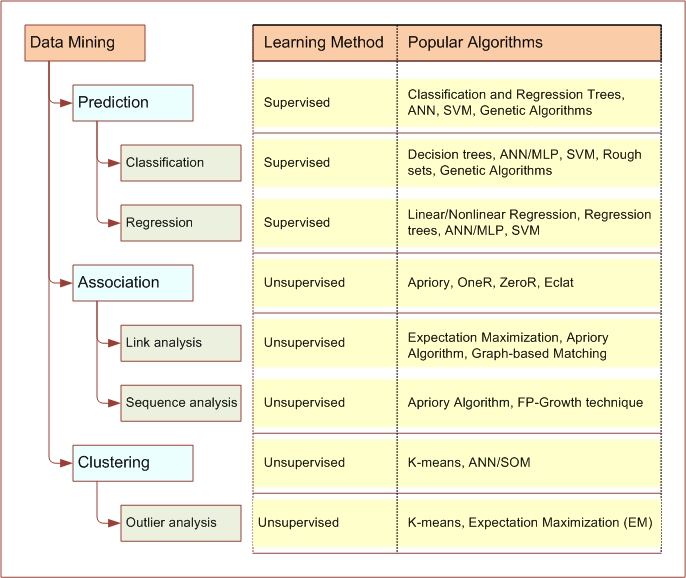 Data Mining
Learning Method
Popular Algorithms
Prediction
Supervised
Classification and Regression Trees,
ANN, SVM, Genetic Algorithms
Classification
Supervised
Decision trees, ANN/MLP, SVM, Rough
sets, Genetic Algorithms
Regression
Supervised
Linear/Nonlinear Regression, Regression
trees, ANN/MLP, SVM
Association
Unsupervised
Apriory, OneR, ZeroR, Eclat
Link analysis
Unsupervised
Expectation Maximization, Apriory
Algorithm, Graph-based Matching
Sequence analysis
Unsupervised
Apriory Algorithm, FP-Growth technique
Clustering
Unsupervised
K-means, ANN/SOM
Outlier analysis
Unsupervised
K-means, Expectation Maximization (EM)